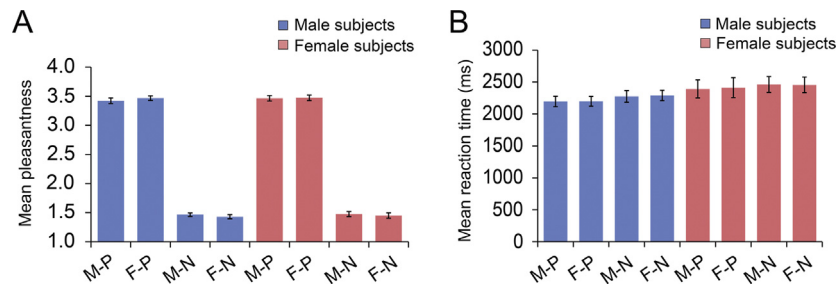 A
Male subjects
Female subjects
Mean pleasantness
4.0
3.5
3.0
2.5
2.0
1.5
1.0
M-P
F-P
M-N
F-N
M-P
F-P
M-N
F-N
B
Male subjects
Female subjects
Mean reaction time (ms)
3000
2500
2000
1500
1000
500
0
M-P
F-P
M-N
F-N
M-P
F-P
M-N
F-N